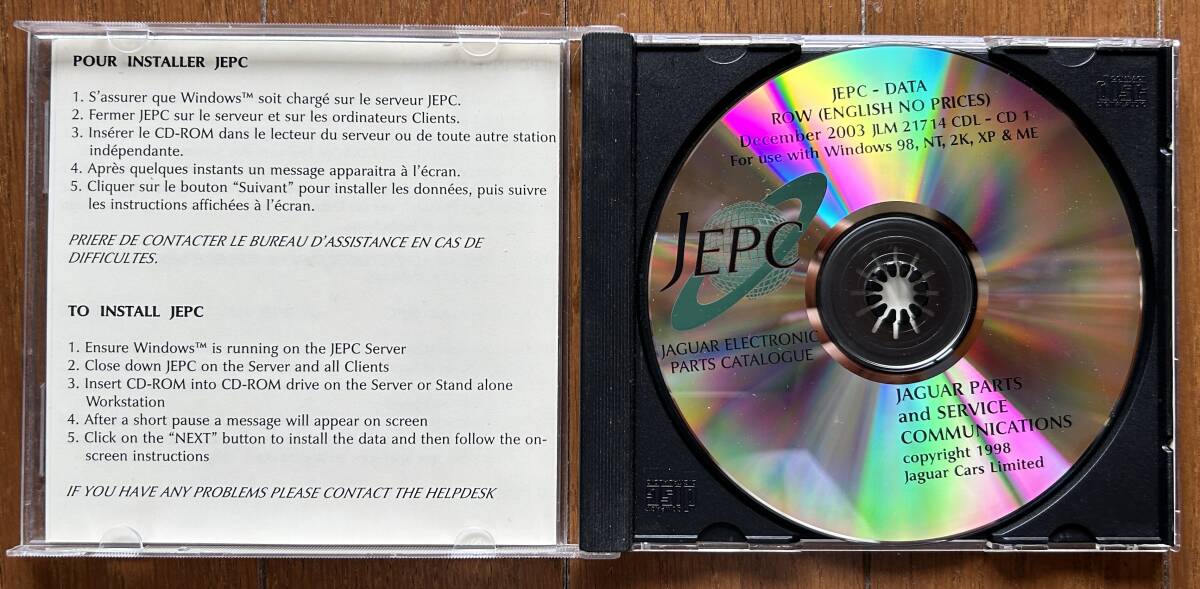 POUR INSTALLER JEPC
1. S'assurer que Windows™ soit chargé sur le serveur JEPC.
2. Fermer JEPC sur le serveur et sur les ordinateurs Clients.
3. Insérer le CD-ROM dans le lecteur du serveur ou de toute autre station
indépendante.
4. Après quelques instants un message apparaitra à l'écran.
5. Cliquer sur le bouton “Suivant” pour installer les données, puis suivre
les instructions affichées à l'écran.
PRIERE DE CONTACTER LE BUREAU D'ASSISTANCE EN CAS DE
DIFFICULTES.
TO INSTALL JEPC
1. Ensure Windows™ is running on the JEPC Server
2. Close down JEPC on the Server and all Clients
3. Insert CD-ROM into CD-ROM drive on the Server or Stand alone
Workstation
4. After a short pause a message will appear on screen
5. Click on the “NEXT” button to install the data and then follow the on-
screen instructions
IF YOU HAVE ANY PROBLEMS PLEASE CONTACT THE HELPDESK
JEPC - DATA
ROW (ENGLISH NO PRICES)
December 2003 JLM 21714 CDL - CD 1
For use with Windows 98, NT, 2K, XP & ME
JEPC
JAGUAR ELECTRONIC
PARTS CATALOGUE
JAGUAR PARTS
and SERVICE
COMMUNICATIONS
copyright 1998
Jaguar Cars Limited